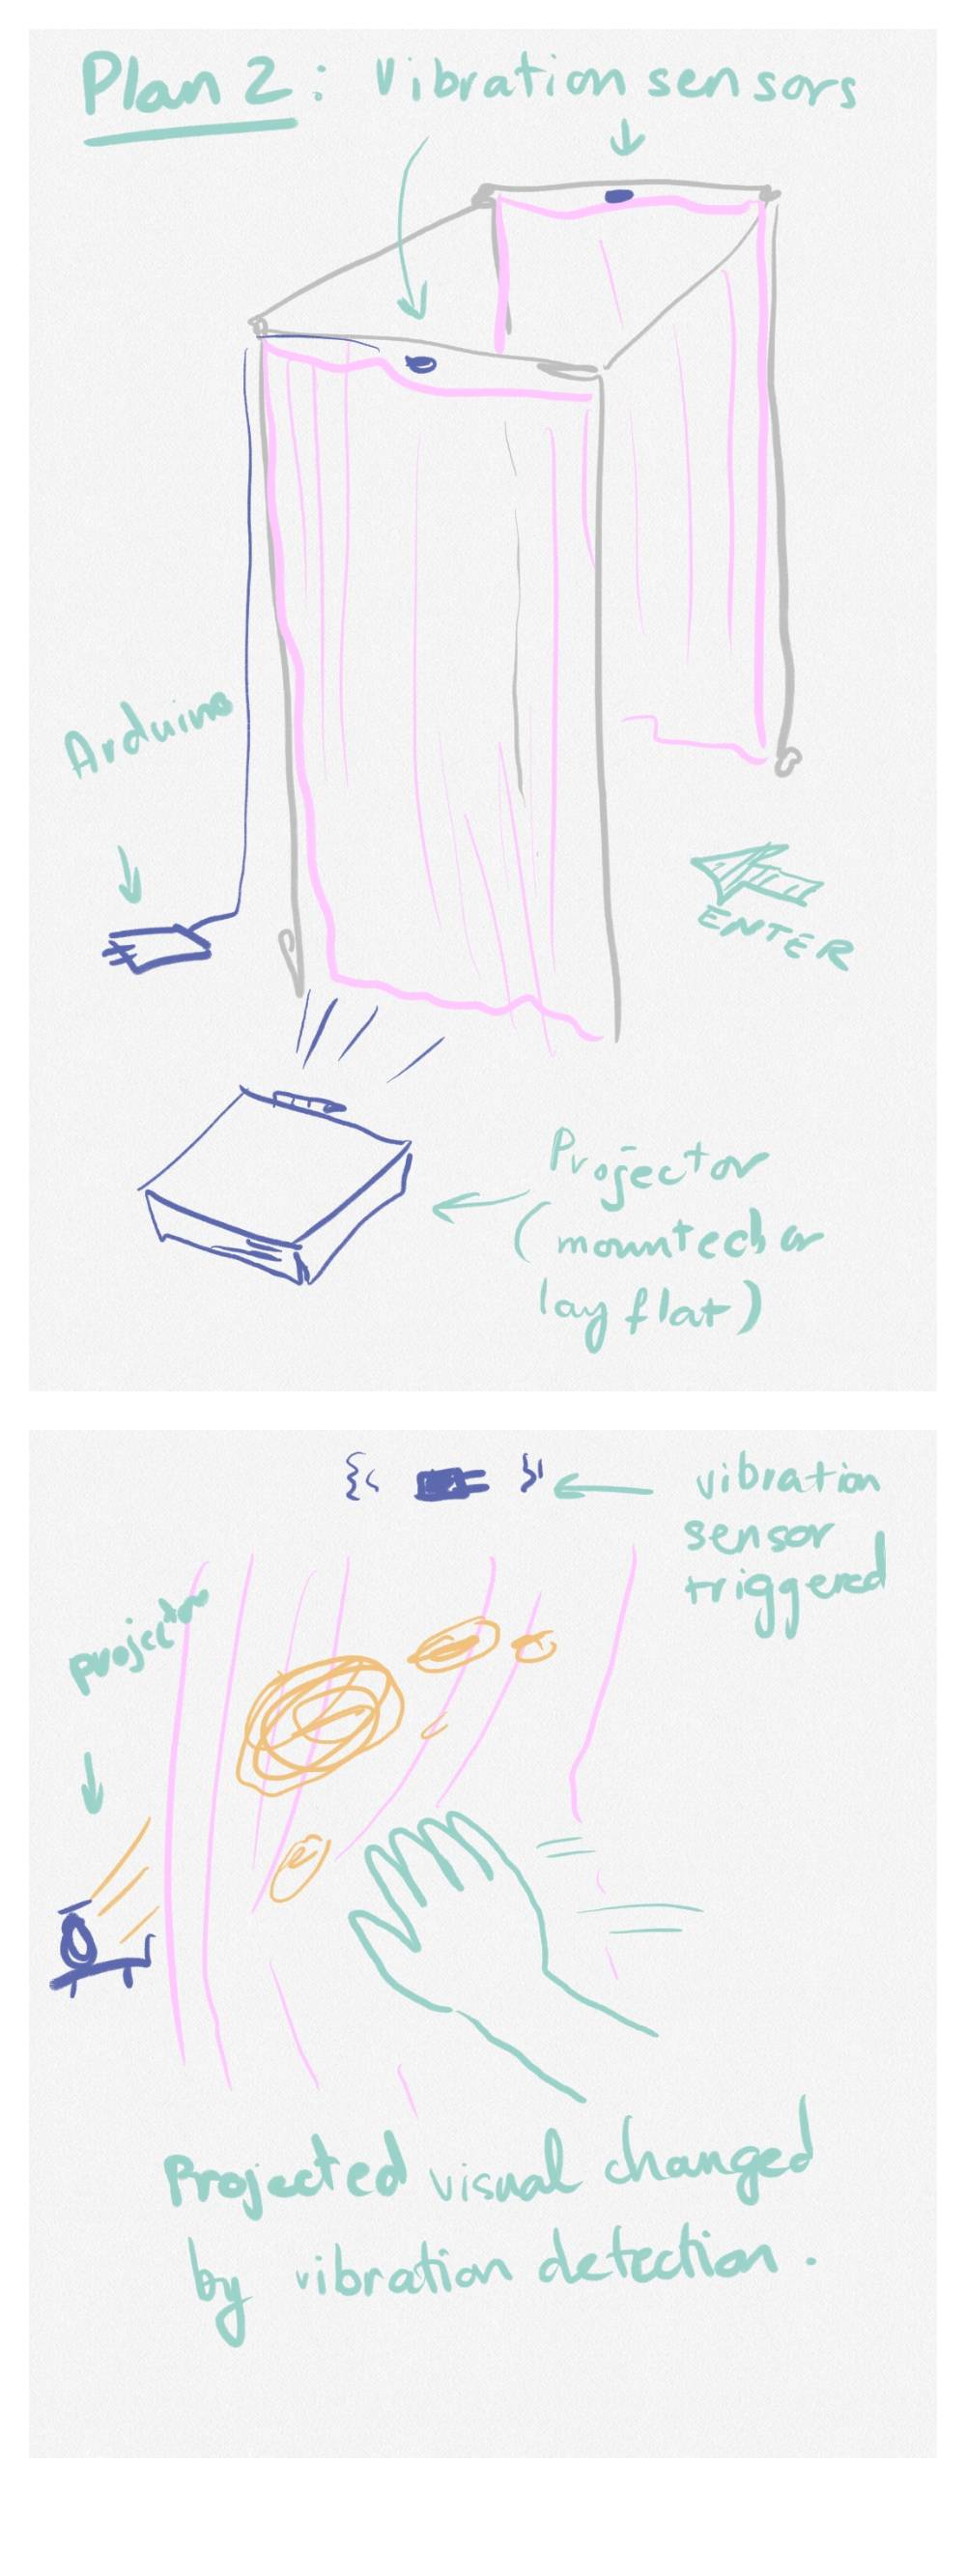 Plan 2: Vibration sensors
Arduino
ENTER
Projector
(mounted or
lay flat)
vibration
sensor
triggered
projector
Projected visual changed
by vibration detection.